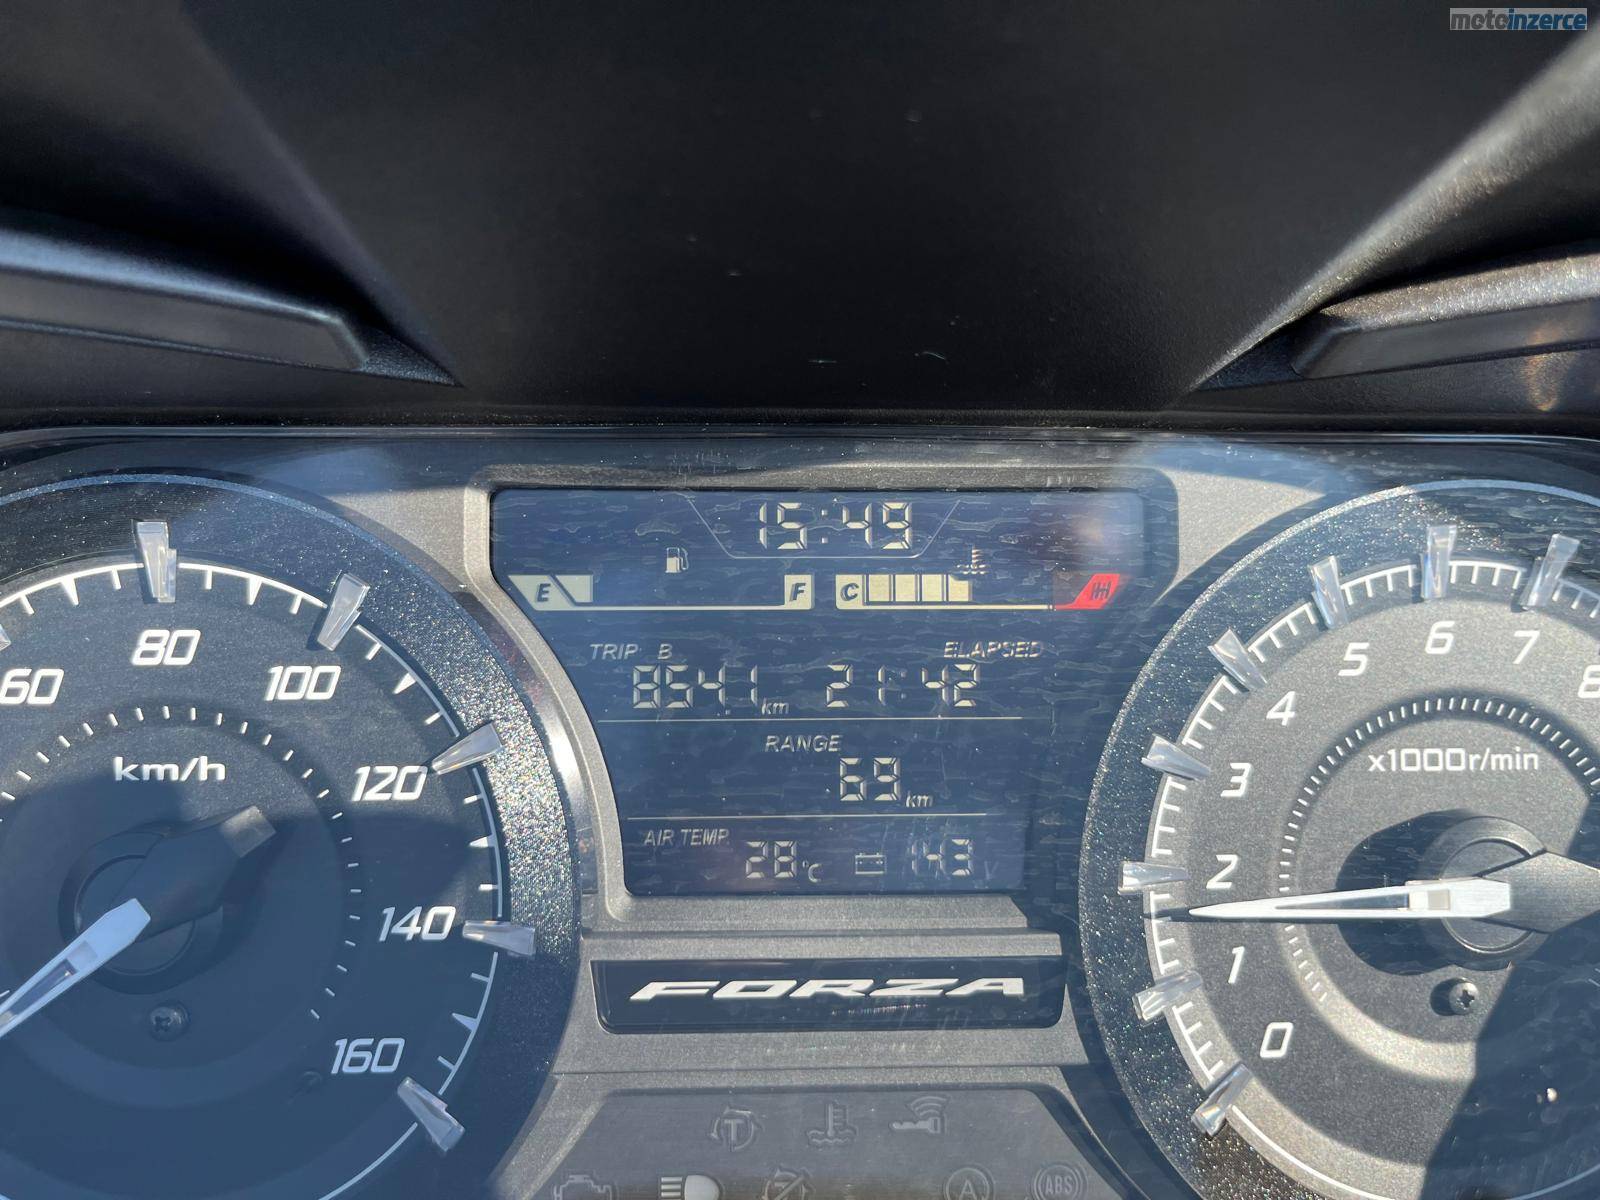 motoinzerce
15:49
E F C H
TRIP B ELAPSED
8541 km 21:42
RANGE
69 km
AIR TEMP. 28 °C 14.3 V
FORZA
60 80 100 120 140 160
km/h
0 1 2 3 4 5 6 7 8
x1000r/min
T
A ABS